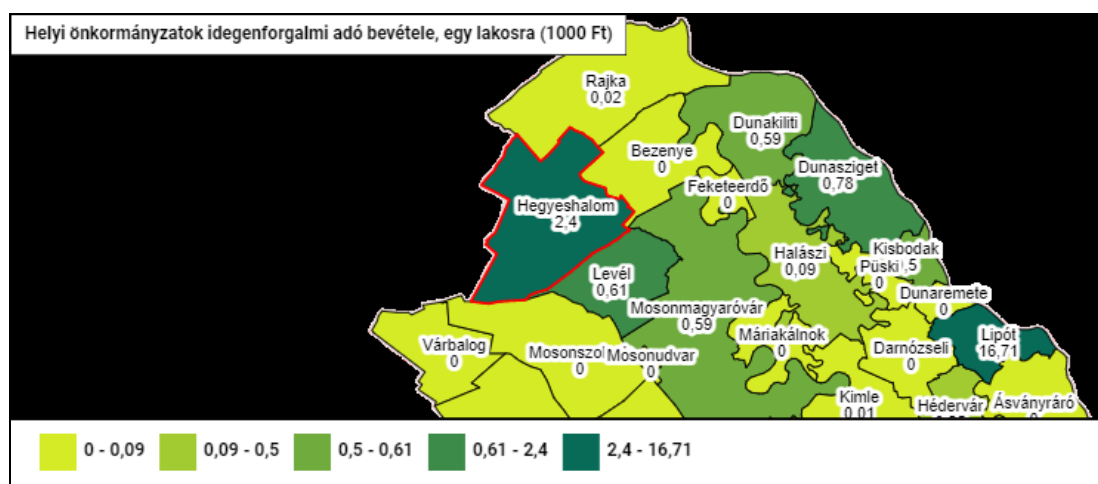 Helyi önkormányzatok idegenforgalmi adó bevétele, egy lakosra (1000 Ft)
Rajka
0,02
Dunakiliti
0,59
Bezenye
0
Dunasziget
0,78
Feketeerdő
0
Hegyeshalom
2,4
Halászi
0,09
Kisbodak
Püski
0
Levél
0,61
Dunaremete
0
Mosonmagyaróvár
0,59
Máriakálnok
0
Lipót
16,71
Várbalog
0
Mosonudvar
0
0
Darnózseli
0
Kimle
0,01
Hédervár
Ásványráró
0 - 0,09
0,09 - 0,5
0,5 - 0,61
0,61 - 2,4
2,4 - 16,71